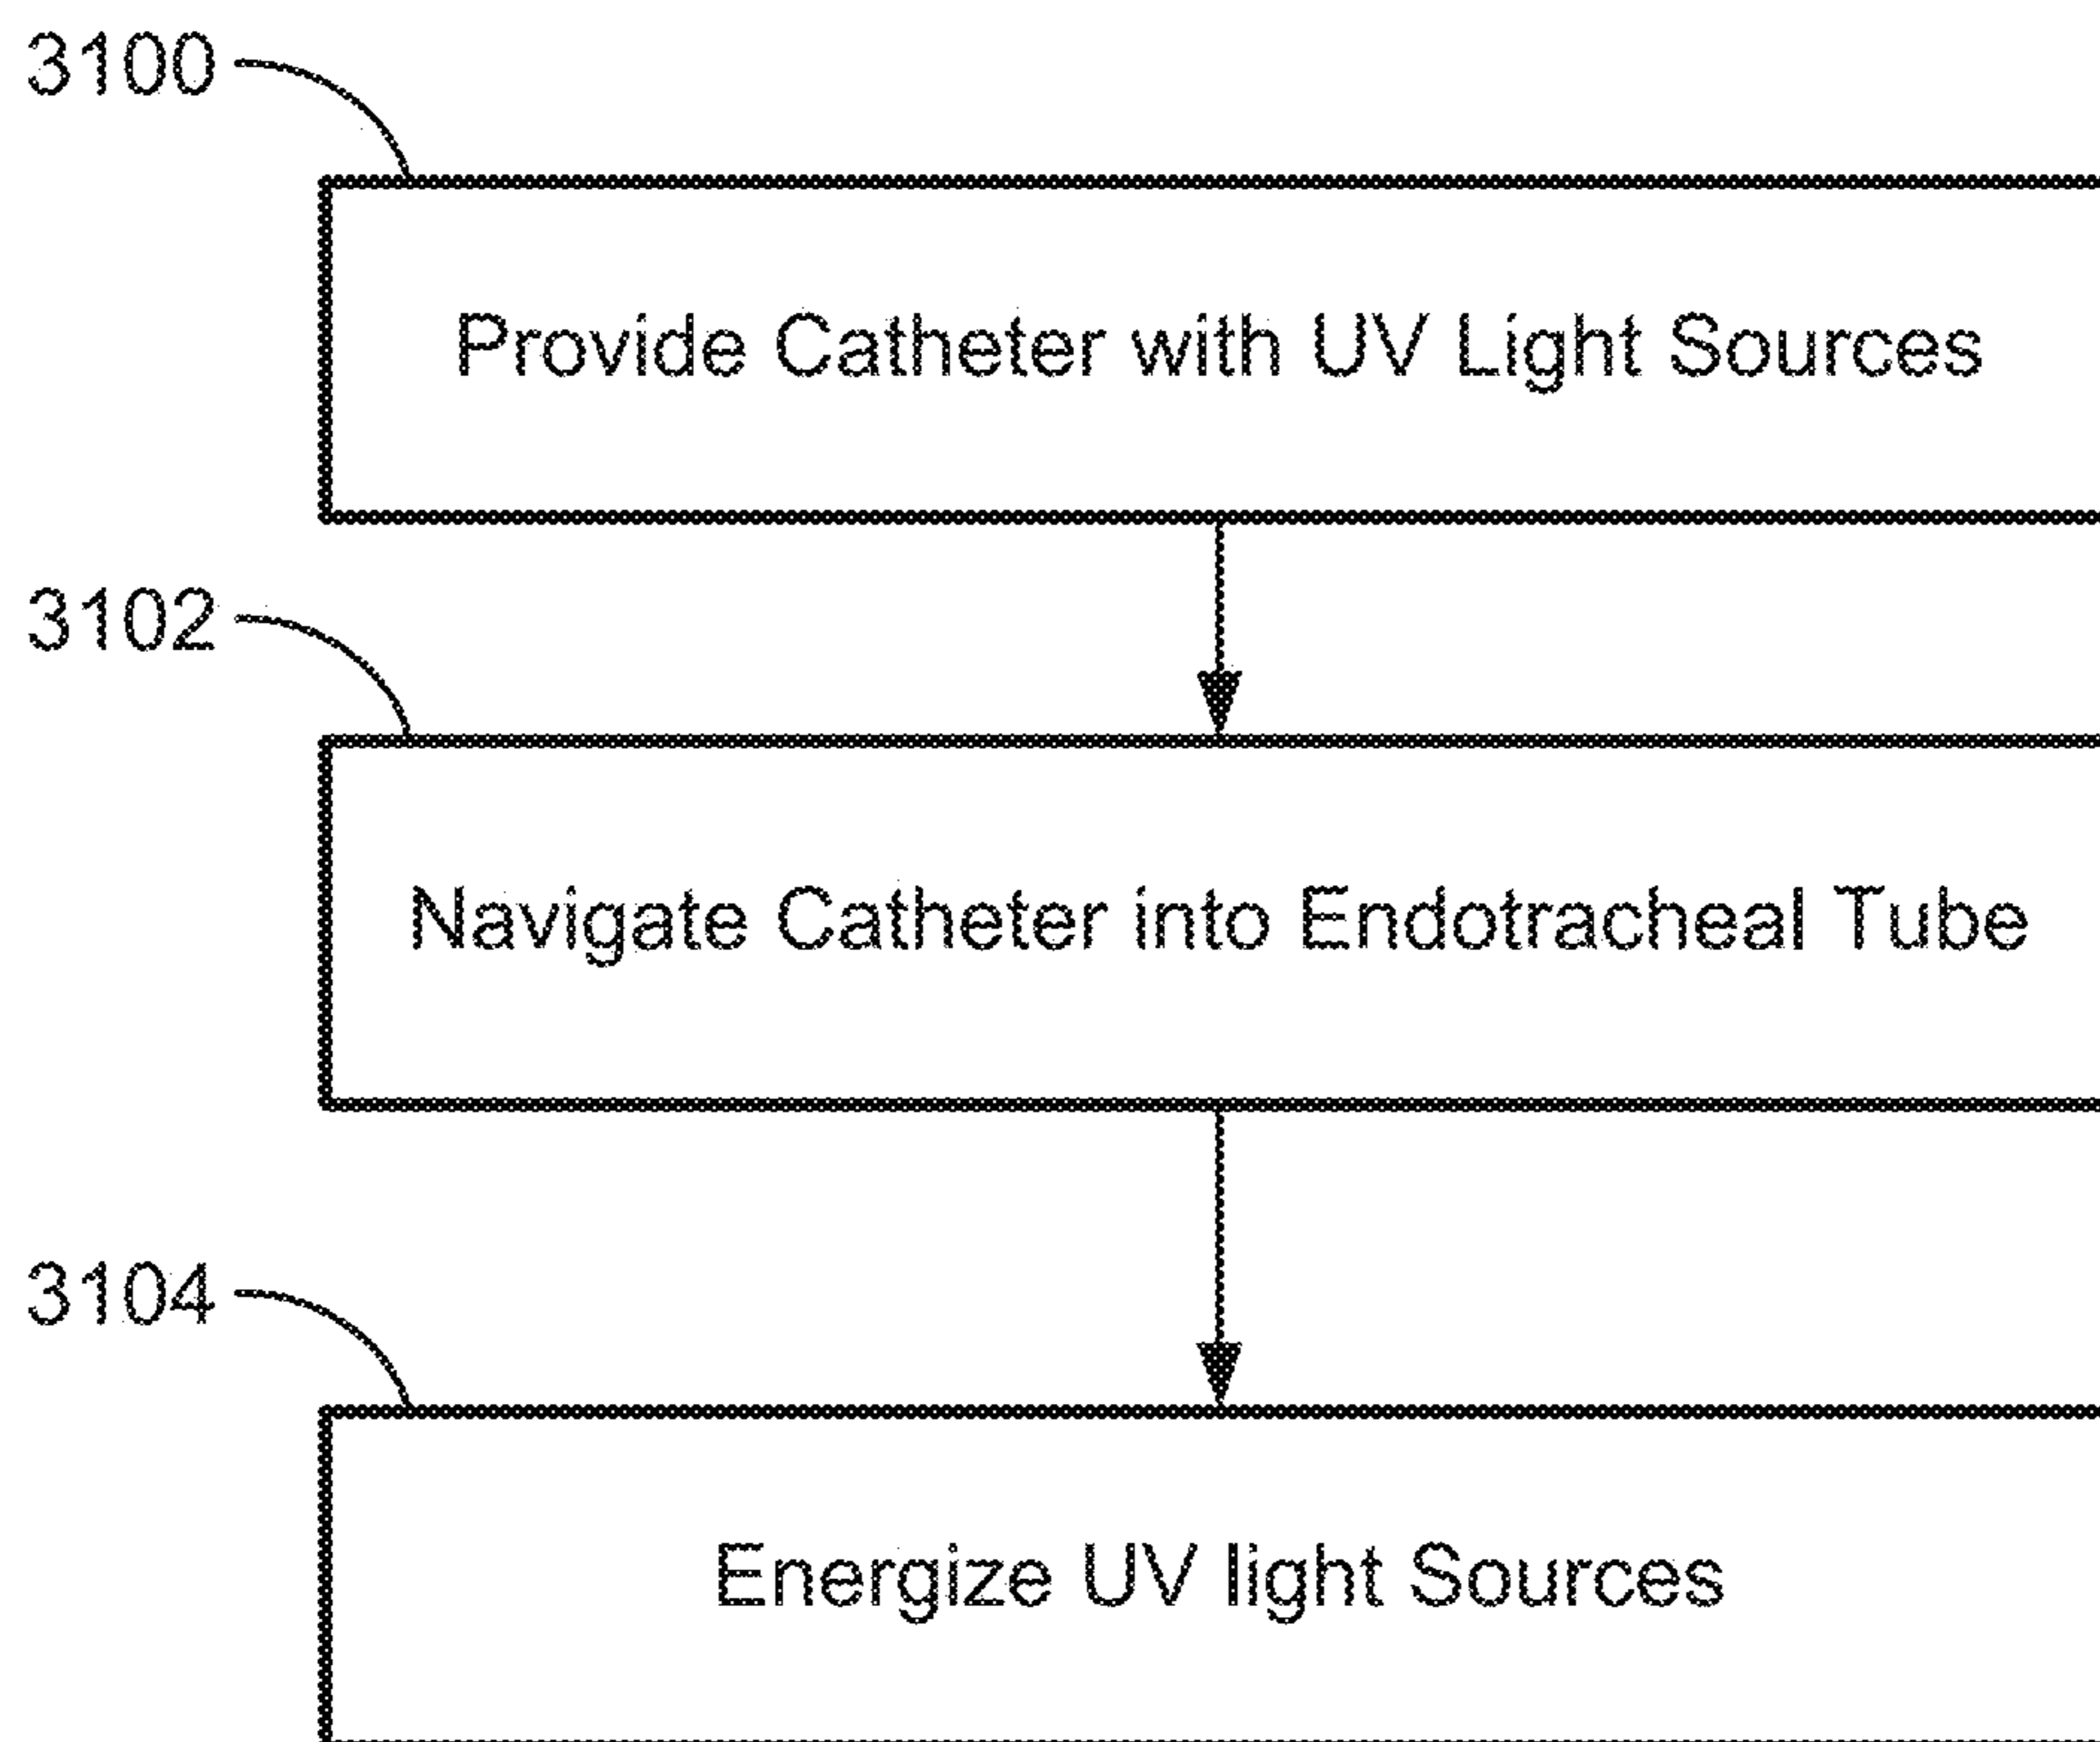 3100
Provide Catheter with UV Light Sources
3102
Navigate Catheter into Endotracheal Tube
3104
Energize UV light Sources